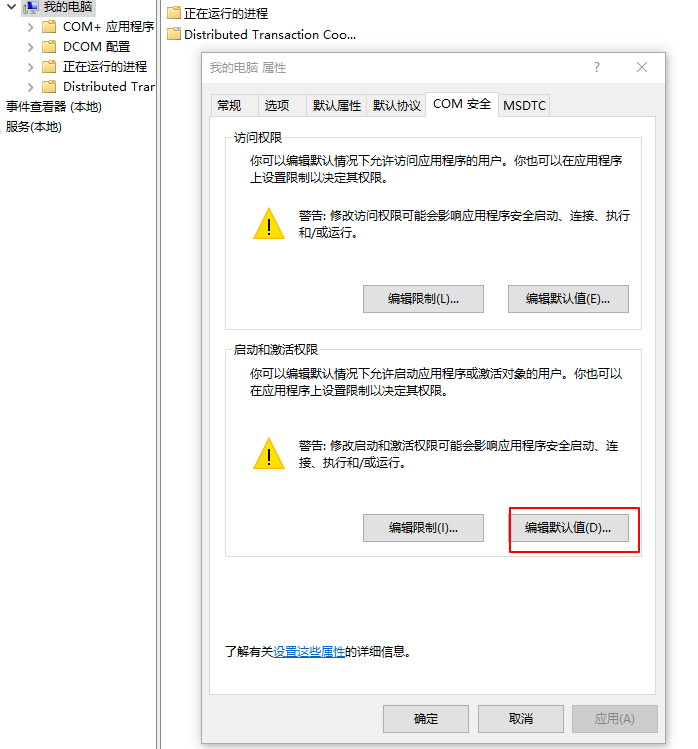 我的电脑
COM+ 应用程序
DCOM 配置
正在运行的进程
Distributed Tran
事件查看器 (本地)
服务(本地)
正在运行的进程
Distributed Transaction Coo...
我的电脑 属性
?
常规 选项 默认属性 默认协议 COM 安全 MSDTC
访问权限
你可以编辑默认情况下允许访问应用程序的用户。你也可以在应用程序
上设置限制以决定其权限。
警告: 修改访问权限可能会影响应用程序安全启动、连接、执行
和/或运行。
编辑限制(L)... 编辑默认值(E)...
启动和激活权限
你可以编辑默认情况下允许启动应用程序或激活对象的用户。你也可以
在应用程序上设置限制以决定其权限。
警告: 修改启动和激活权限可能会影响应用程序安全启动、连
接、执行和/或运行。
编辑限制(I)... 编辑默认值(D)...
了解有关设置这些属性的详细信息。
确定 取消 应用(A)